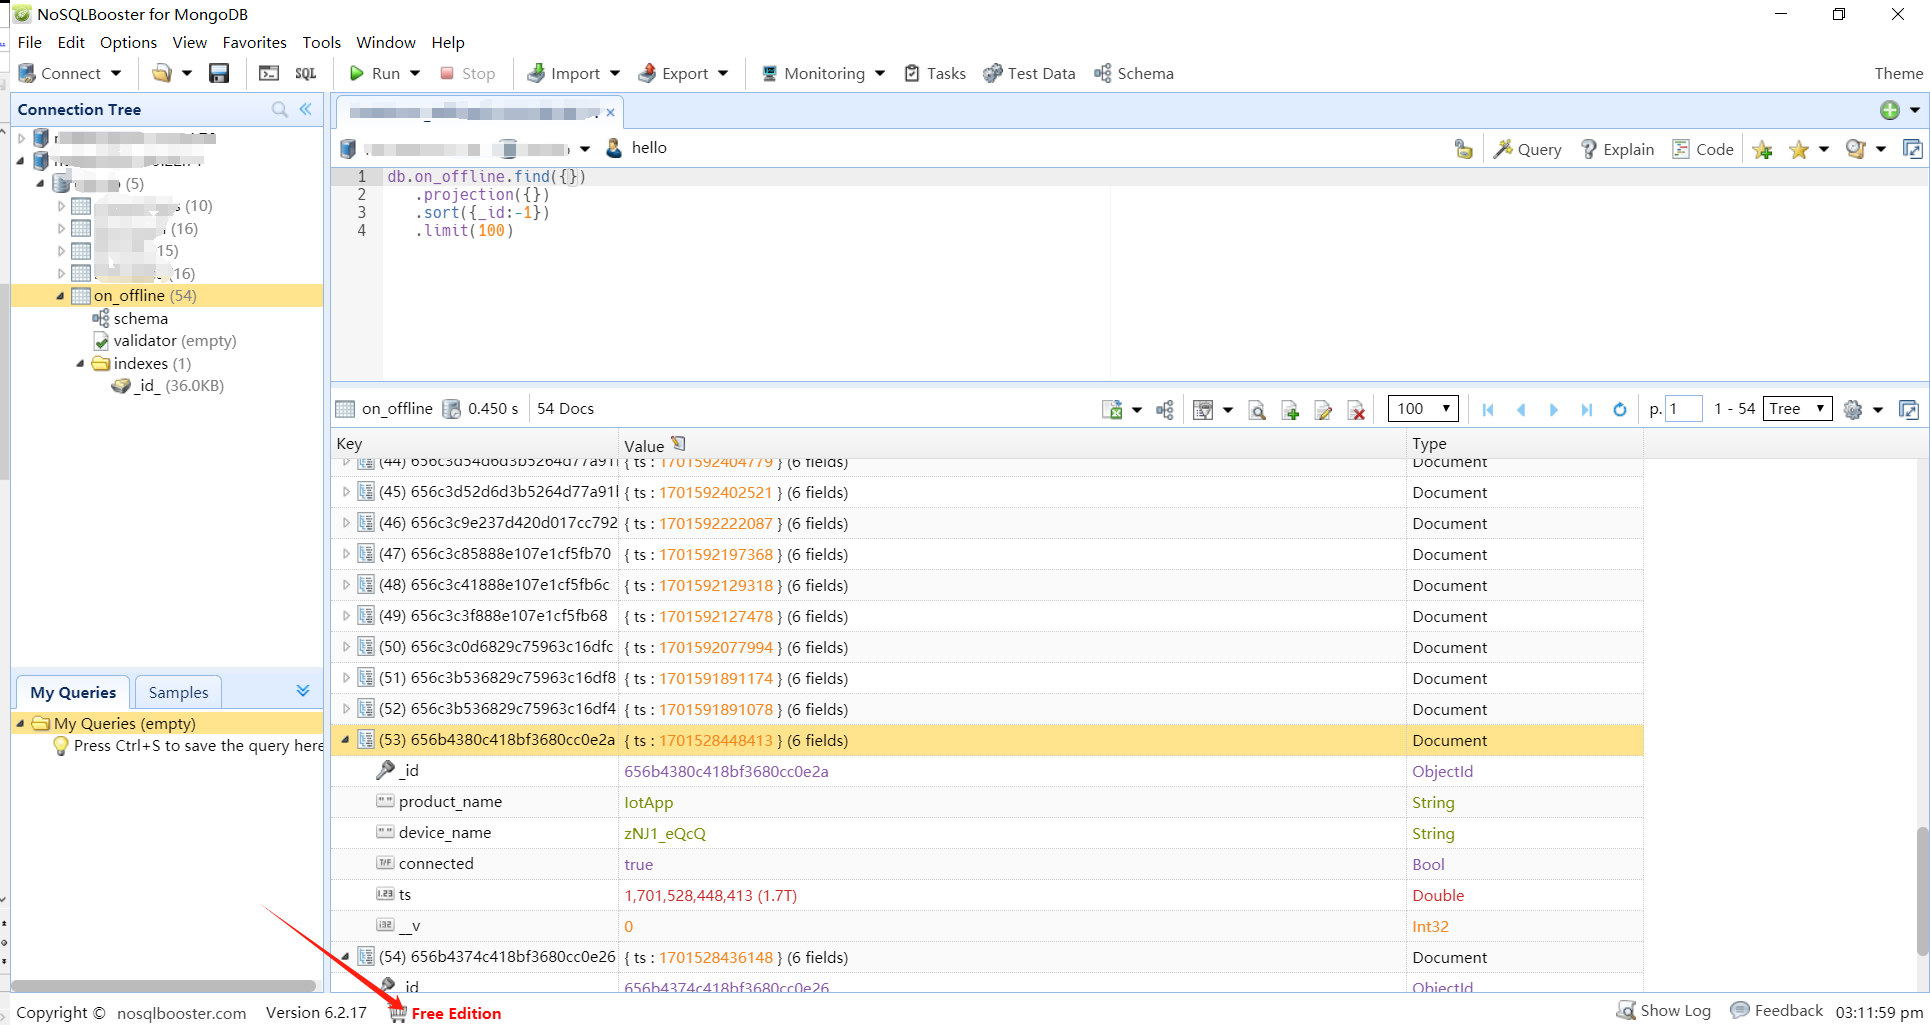 NoSQLBooster for MongoDB
File Edit Options View Favorites Tools Window Help
Connect SQL Run Stop Import Export Monitoring Tasks Test Data Schema Theme
Connection Tree
(5)
(10)
(16)
15)
(16)
on_offline (54)
schema
validator (empty)
indexes (1)
_id_ (36.0KB)
My Queries Samples
My Queries (empty)
Press Ctrl+S to save the query here
hello
Query Explain Code
1 db.on_offline.find({})
2 .projection({})
3 .sort({_id:-1})
4 .limit(100)
on_offline 0.450 s 54 Docs 100 p. 1 1 - 54 Tree
Key Value Type
(44) 656c3d54d6d3b5264d77a91 { ts : 1701592404779 } (6 fields) Document
(45) 656c3d52d6d3b5264d77a91 { ts : 1701592402521 } (6 fields) Document
(46) 656c3c9e237d420d017cc792 { ts : 1701592222087 } (6 fields) Document
(47) 656c3c85888e107e1cf5fb70 { ts : 1701592197368 } (6 fields) Document
(48) 656c3c41888e107e1cf5fb6c { ts : 1701592129318 } (6 fields) Document
(49) 656c3c3f888e107e1cf5fb68 { ts : 1701592127478 } (6 fields) Document
(50) 656c3c0d6829c75963c16dfc { ts : 1701592077994 } (6 fields) Document
(51) 656c3b536829c75963c16df8 { ts : 1701591891174 } (6 fields) Document
(52) 656c3b536829c75963c16df4 { ts : 1701591891078 } (6 fields) Document
(53) 656b4380c418bf3680cc0e2a { ts : 1701528448413 } (6 fields) Document
_id 656b4380c418bf3680cc0e2a ObjectId
product_name IotApp String
device_name zNJ1_eQcQ String
connected true Bool
ts 1,701,528,448,413 (1.7T) Double
__v 0 Int32
(54) 656b4374c418bf3680cc0e26 { ts : 1701528436148 } (6 fields) Document
_id 656b4374c418bf3680cc0e26 ObjectId
Copyright © nosqlbooster.com Version 6.2.17 Free Edition Show Log Feedback 03:11:59 pm